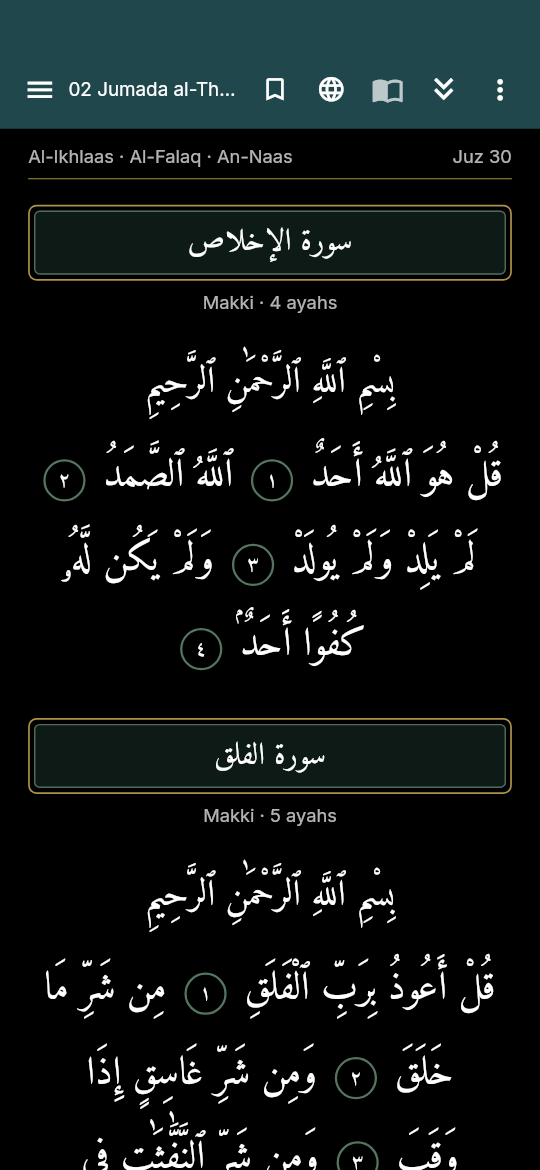 02 Jumada al-Th...
Al-Ikhlaas · Al-Falaq · An-Naas
Juz 30
سورة الإخلاص
Makki · 4 ayahs
بِسْمِ ٱللَّهِ ٱلرَّحْمَٰنِ ٱلرَّحِيمِ
قُلْ هُوَ ٱللَّهُ أَحَدٌ ١ ٱللَّهُ ٱلصَّمَدُ ٢
لَمْ يَلِدْ وَلَمْ يُولَدْ ٣ وَلَمْ يَكُن لَّهُۥ
كُفُوًا أَحَدٌۢ ٤
سورة الفلق
Makki · 5 ayahs
بِسْمِ ٱللَّهِ ٱلرَّحْمَٰنِ ٱلرَّحِيمِ
قُلْ أَعُوذُ بِرَبِّ ٱلْفَلَقِ ١ مِن شَرِّ مَا
خَلَقَ ٢ وَمِن شَرِّ غَاسِقٍ إِذَا
وَقَبَ ٣ وَمِن شَرِّ ٱلنَّفَّٰثَٰتِ فِى